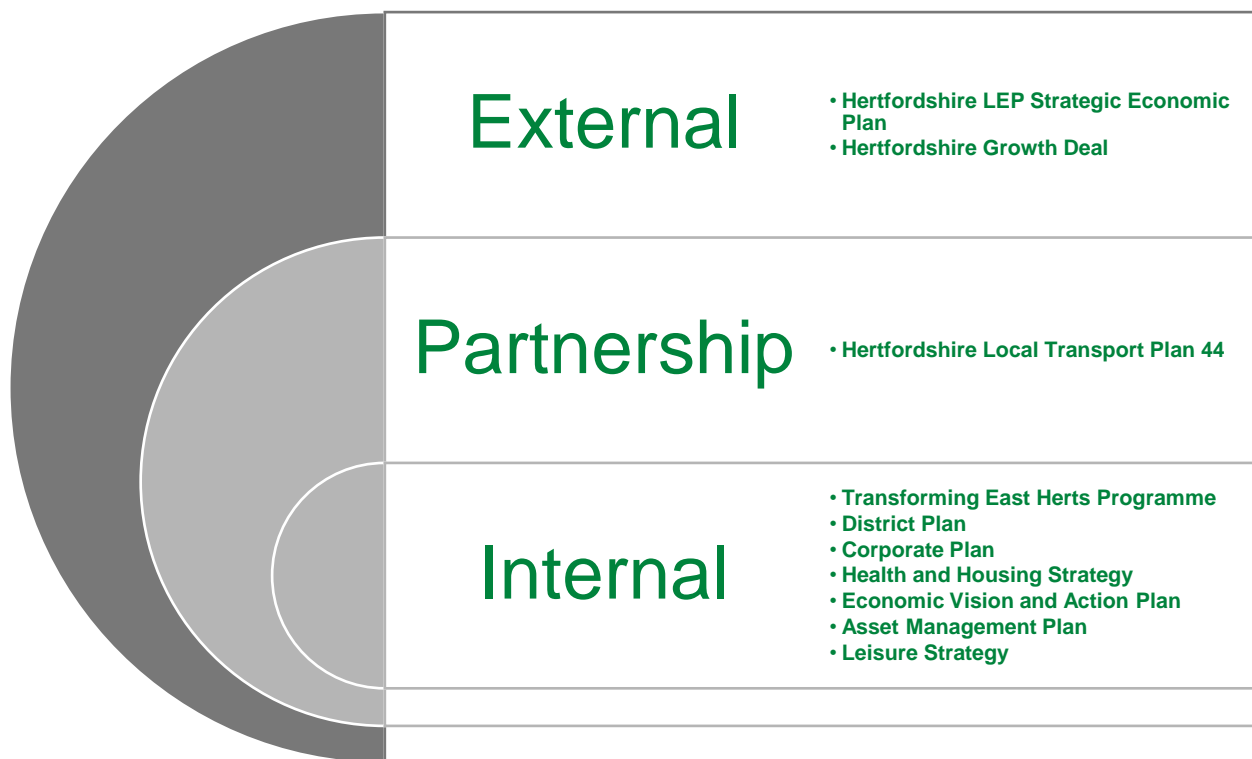 External
• Hertfordshire LEP Strategic Economic
Plan
• Hertfordshire Growth Deal
Partnership
• Hertfordshire Local Transport Plan 44
Internal
• Transforming East Herts Programme
• District Plan
• Corporate Plan
• Health and Housing Strategy
• Economic Vision and Action Plan
• Asset Management Plan
• Leisure Strategy